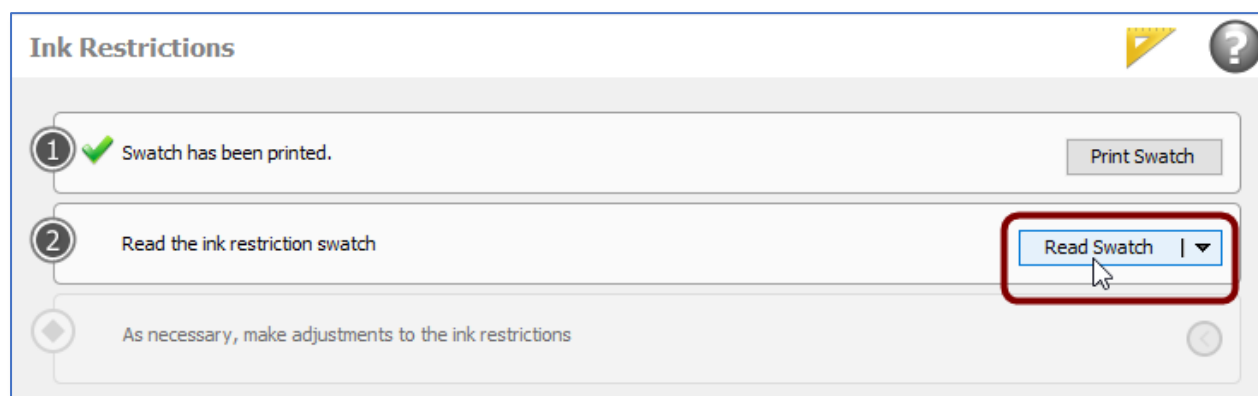 Ink Restrictions
?
1
Swatch has been printed.
Print Swatch
2
Read the ink restriction swatch
Read Swatch
As necessary, make adjustments to the ink restrictions